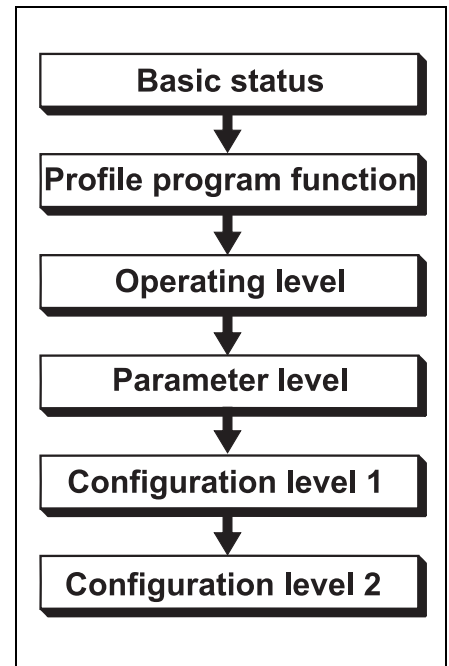 Basic status
Profile program function
Operating level
Parameter level
Configuration level 1
Configuration level 2